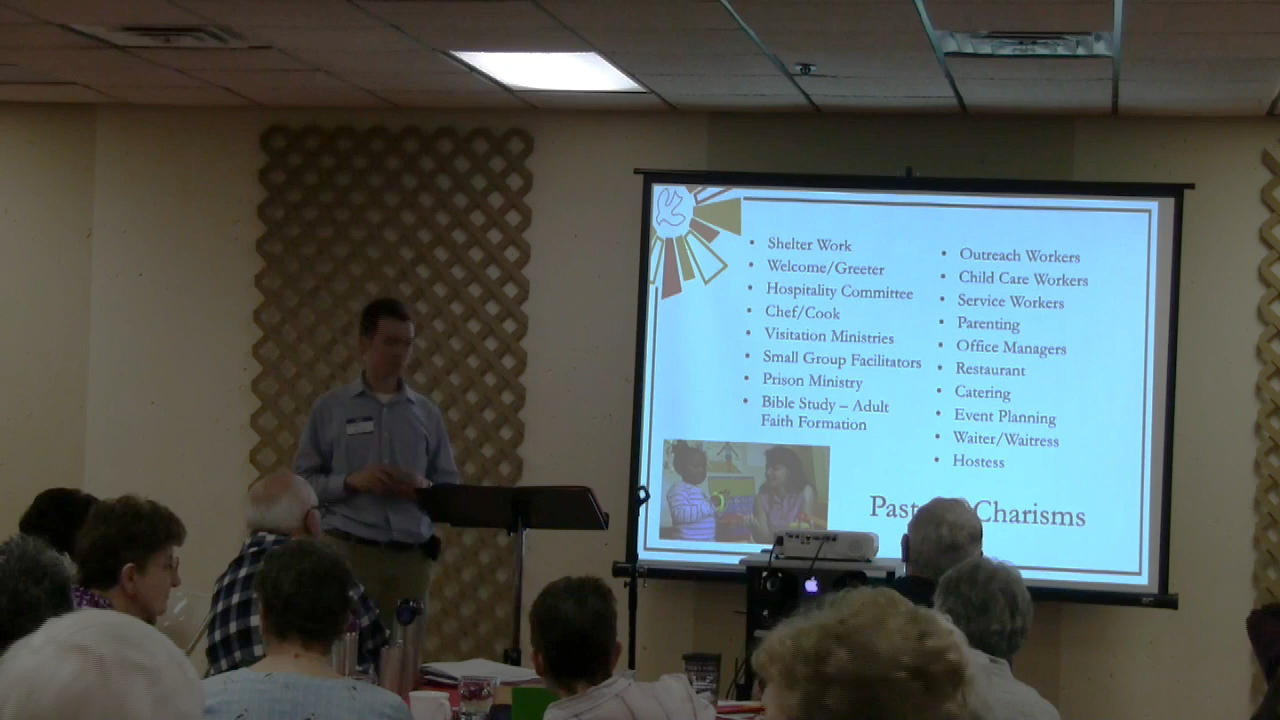 Shelter Work
Welcome/Greeter
Hospitality Committee
Chef/Cook
Visitation Ministries
Small Group Facilitators
Prison Ministry
Bible Study – Adult
Faith Formation
Outreach Workers
Child Care Workers
Service Workers
Parenting
Office Managers
Restaurant
Catering
Event Planning
Waiter/Waitress
Hostess
Charisms